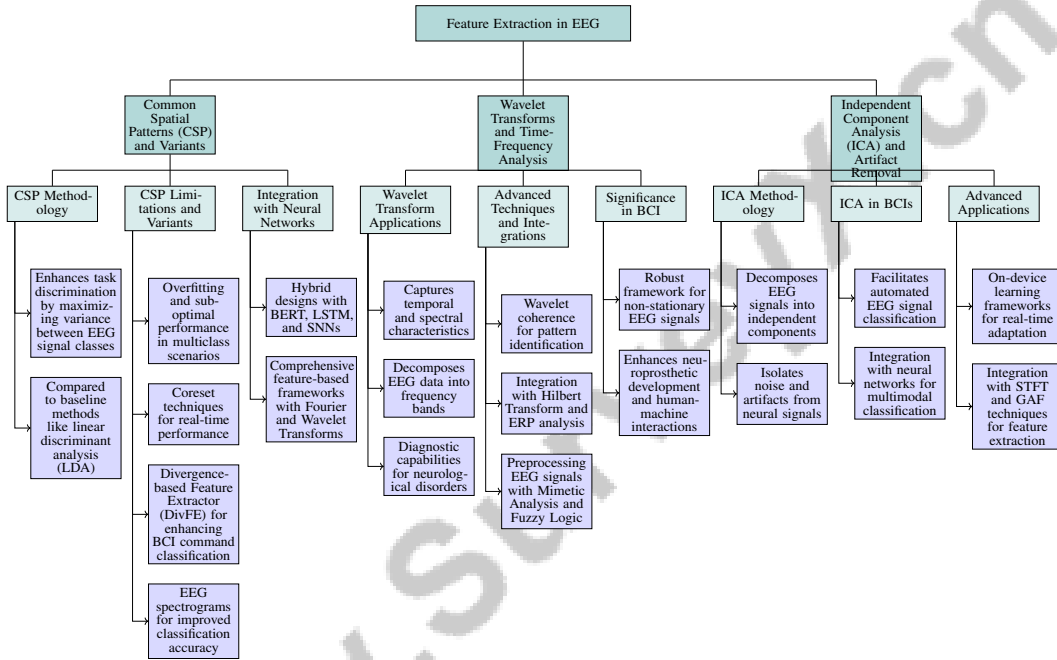 Feature Extraction in EEG
Common
Spatial
Patterns (CSP)
and Variants
Wavelet
Transforms
and Time-
Frequency
Analysis
Independent
Component
Analysis
(ICA) and
Artifact
Removal
CSP Method-
ology
CSP Limi-
tations and
Variants
Integration
with Neural
Networks
Wavelet
Transform
Applications
Advanced
Techniques
and Inte-
grations
Significance
in BCI
ICA Method-
ology
ICA in BCIs
Advanced
Applications
Enhances task
discrimination
by maximiz-
ing variance
between EEG
signal classes
Compared
to baseline
methods
like linear
discriminant
analysis
(LDA)
Overfitting
and sub-
optimal
performance
in multiclass
scenarios
Coreset
techniques
for real-time
performance
Divergence-
based Feature
Extractor
(DivFE) for
enhancing
BCI command
classification
EEG
spectrograms
for improved
classification
accuracy
Hybrid
designs with
BERT, LSTM,
and SNNs
Comprehensive
feature-based
frameworks
with Fourier
and Wavelet
Transforms
Captures
temporal
and spectral
characteristics
Decomposes
EEG data into
frequency
bands
Diagnostic
capabilities
for neurolog-
ical disorders
Wavelet
coherence
for pattern
identification
Integration
with Hilbert
Transform and
ERP analysis
Preprocessing
EEG signals
with Mimetic
Analysis and
Fuzzy Logic
Robust
framework for
non-stationary
EEG signals
Enhances neu-
roprosthetic
development
and human-
machine
interactions
Decomposes
EEG
signals into
independent
components
Isolates
noise and
artifacts from
neural signals
Facilitates
automated
EEG signal
classification
Integration
with neural
networks for
multimodal
classification
On-device
learning
frameworks
for real-time
adaptation
Integration
with STFT
and GAF
techniques
for feature
extraction